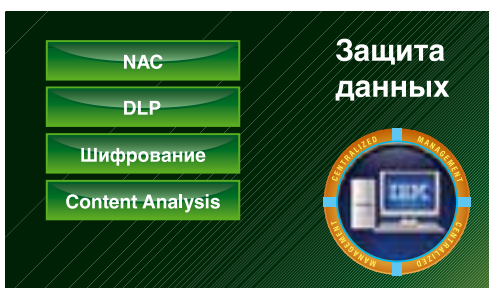 NAC
DLP
Шифрование
Content Analysis
Защита
данных
CENTRALIZED
MANAGEMENT
MANAGEMENT
CENTRALIZED
IBM